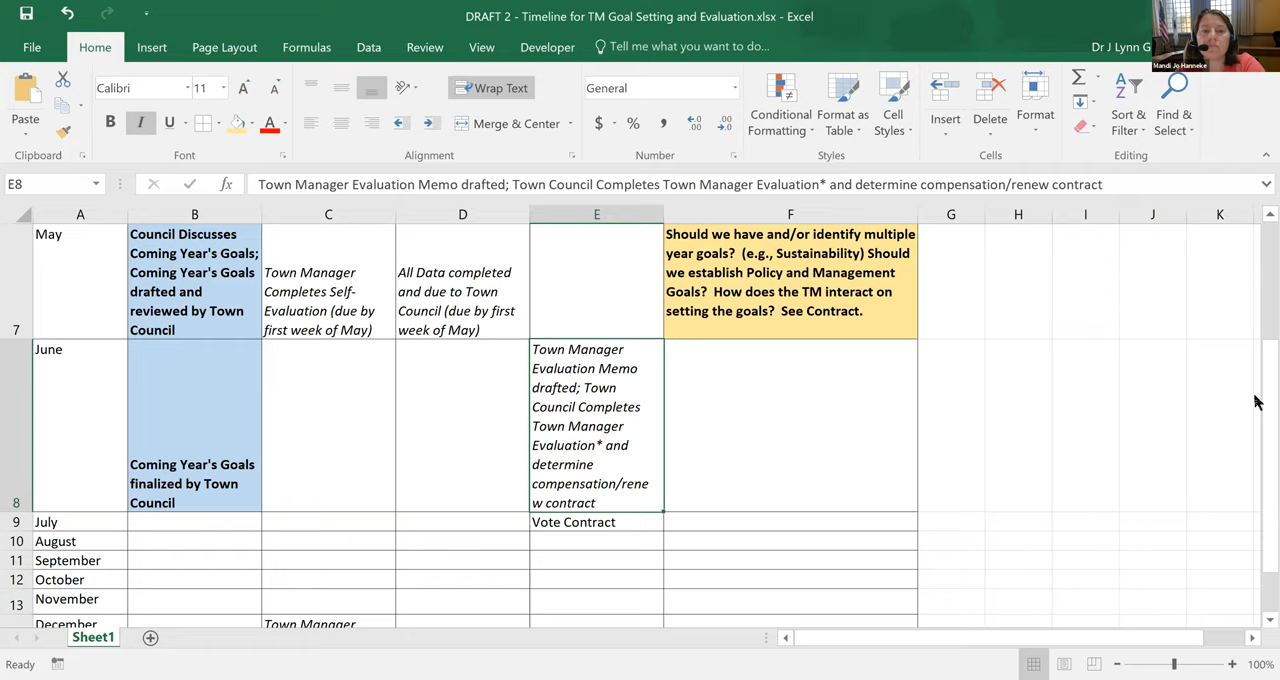 DRAFT 2 - Timeline for TM Goal Setting and Evaluation.xlsx - Excel
File Home Insert Page Layout Formulas Data Review View Developer Tell me what you want to do... Dr J Lynn G
Mandi Jo Hanneke
Paste
Calibri 11
B I U
Wrap Text
Merge & Center
General
$ % , .00
Conditional Formatting
Format as Table
Cell Styles
Insert Delete Format
Sort & Filter
Find & Select
Clipboard Font Alignment Number Styles Cells Editing
E8 fx Town Manager Evaluation Memo drafted; Town Council Completes Town Manager Evaluation* and determine compensation/renew contract
A B C D E F G H I J K
7 May
Council Discusses
Coming Year's Goals;
Coming Year's Goals
drafted and
reviewed by Town
Council
Town Manager
Completes Self-
Evaluation (due by
first week of May)
All Data completed
and due to Town
Council (due by first
week of May)
Should we have and/or identify multiple
year goals? (e.g., Sustainability) Should
we establish Policy and Management
Goals? How does the TM interact on
setting the goals? See Contract.
8 June
Coming Year's Goals
finalized by Town
Council
Town Manager
Evaluation Memo
drafted; Town
Council Completes
Town Manager
Evaluation* and
determine
compensation/rene
w contract
9 July Vote Contract
10 August
11 September
12 October
13 November
December Town Manager
Sheet1
Ready 100%